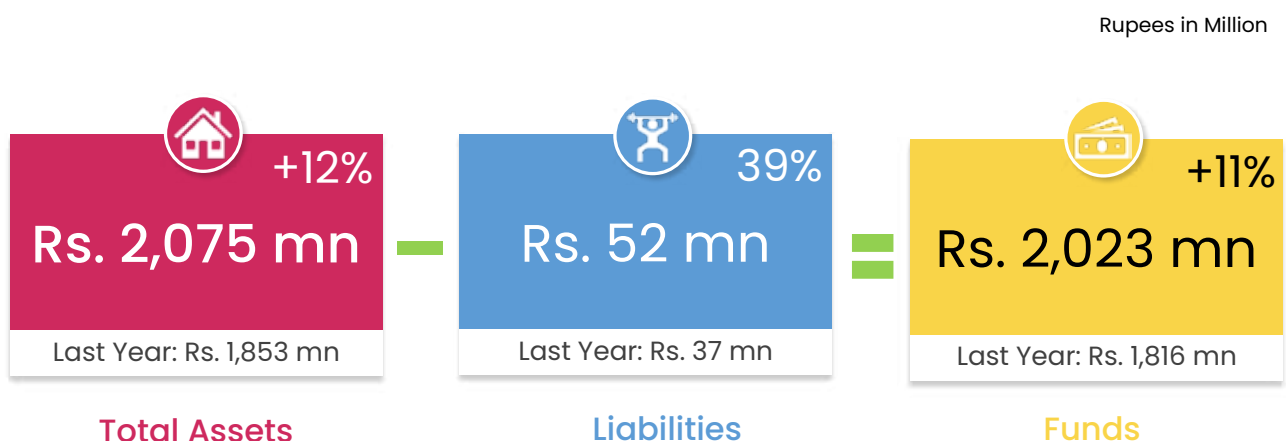 Rupees in Million
+12%
Rs. 2,075 mn
Last Year: Rs. 1,853 mn
Total Assets
39%
Rs. 52 mn
Last Year: Rs. 37 mn
Liabilities
+11%
Rs. 2,023 mn
Last Year: Rs. 1,816 mn
Funds